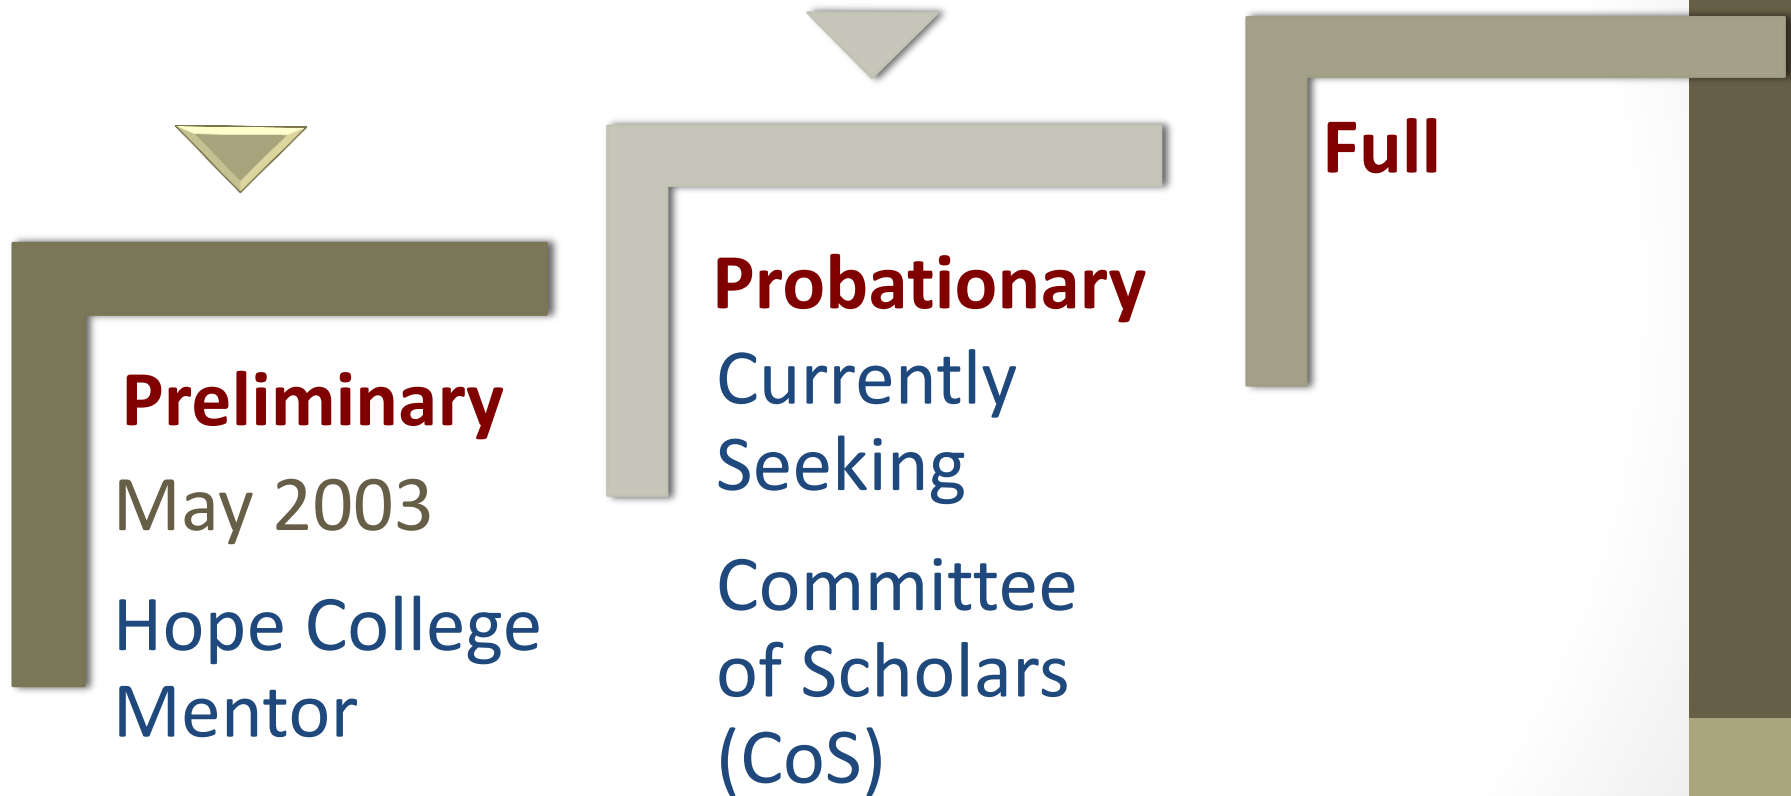 Preliminary
May 2003
Hope College
Mentor
Probationary
Currently
Seeking
Committee
of Scholars
(CoS)
Full